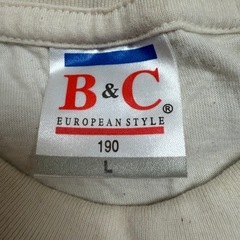 B & C ®
EUROPEAN STYLE
190
L